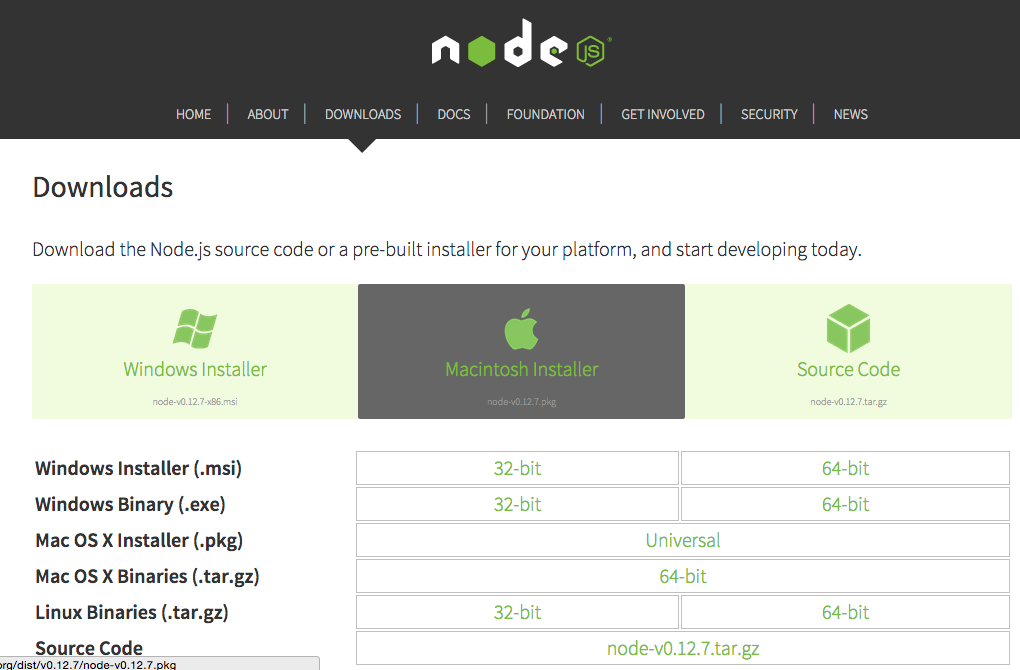 node JS
HOME ABOUT DOWNLOADS DOCS FOUNDATION GET INVOLVED SECURITY NEWS
Downloads
Download the Node.js source code or a pre-built installer for your platform, and start developing today.
Windows Installer Macintosh Installer Source Code
node-v0.12.7-x86.msi node-v0.12.7.pkg node-v0.12.7.tar.gz
Windows Installer (.msi) 32-bit 64-bit
Windows Binary (.exe) 32-bit 64-bit
Mac OS X Installer (.pkg) Universal
Mac OS X Binaries (.tar.gz) 64-bit
Linux Binaries (.tar.gz) 32-bit 64-bit
Source Code node-v0.12.7.tar.gz
org/dist/v0.12.7/node-v0.12.7.pkg